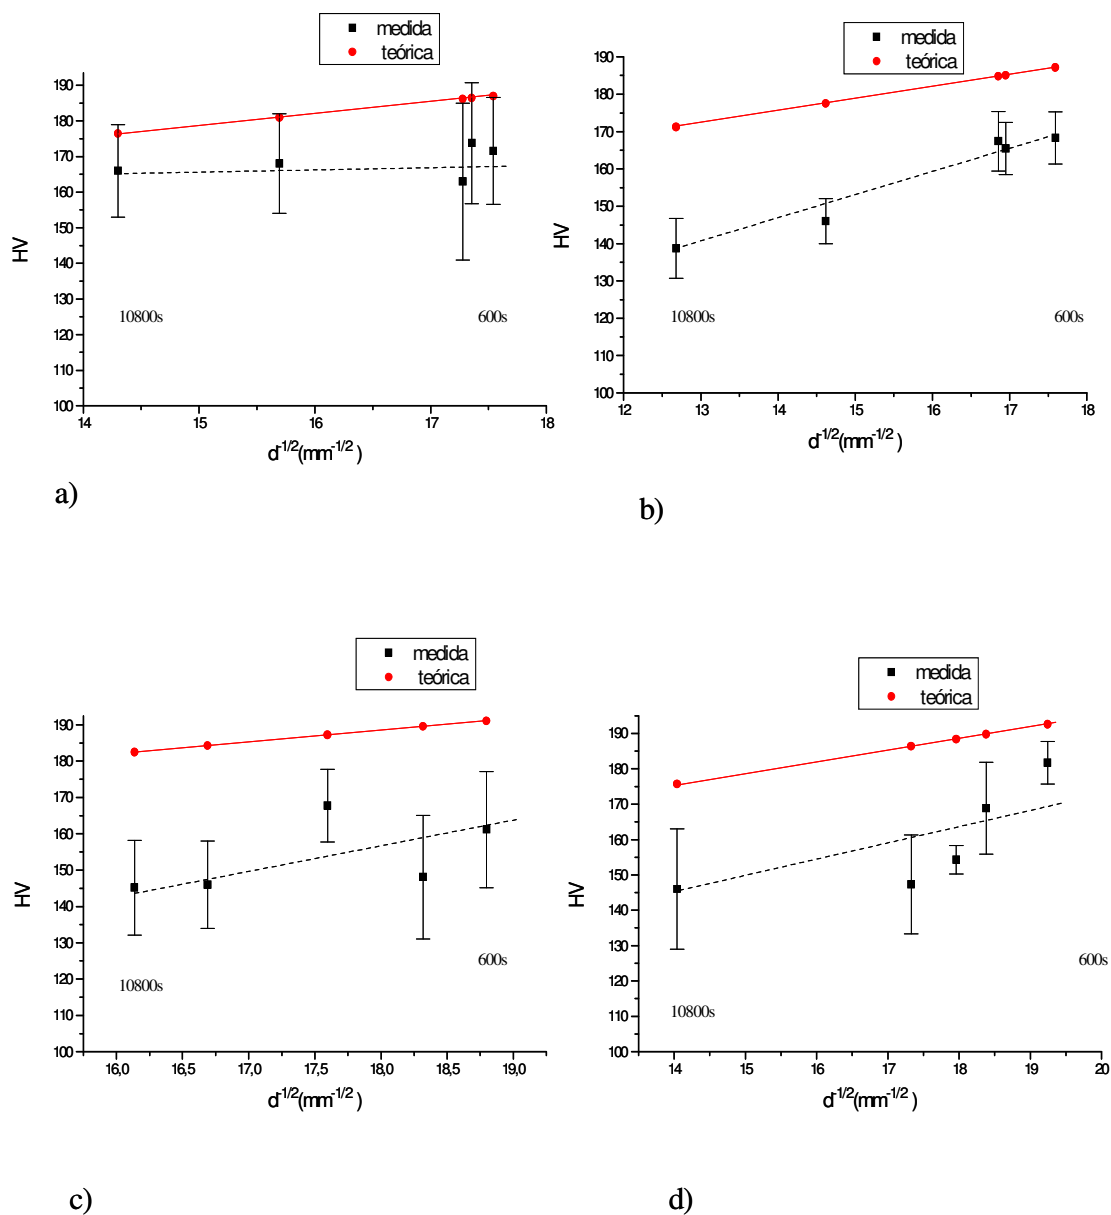 medida
teórica
190
180
170
160
150
140
130
120
110
100
HV
10800s
600s
14
15
16
17
18
d-1/2(mm-1/2)
a)
medida
teórica
190
180
170
160
150
140
130
120
110
100
HV
10800s
600s
12
13
14
15
16
17
18
d-1/2(mm-1/2)
b)
medida
teórica
190
180
170
160
150
140
130
120
110
100
HV
10800s
600s
16,0
16,5
17,0
17,5
18,0
18,5
19,0
d-1/2(mm-1/2)
c)
medida
teórica
190
180
170
160
150
140
130
120
110
100
HV
10800s
600s
14
15
16
17
18
19
20
d-1/2(mm-1/2)
d)